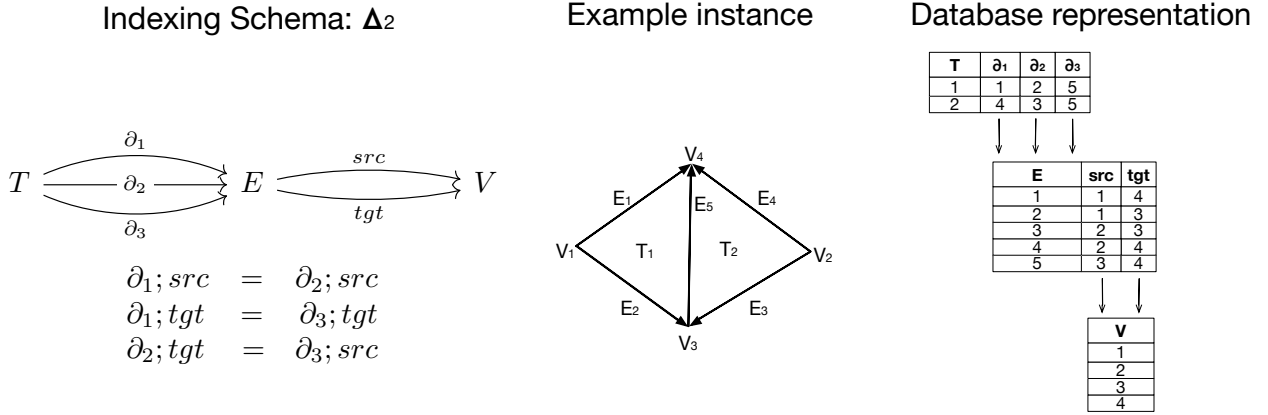 Indexing Schema: Δ2
Example instance
Database representation
∂1
T ∂2 E src V
tgt
∂3
∂1; src = ∂2; src
∂1; tgt = ∂3; tgt
∂2; tgt = ∂3; src
V4
E1 E5 E4
V1 T1 T2 V2
E2 E3
V3
T ∂1 ∂2 ∂3
1 1 2 5
2 4 3 5
E src tgt
1 1 4
2 1 3
3 2 3
4 2 4
5 3 4
V
1
2
3
4